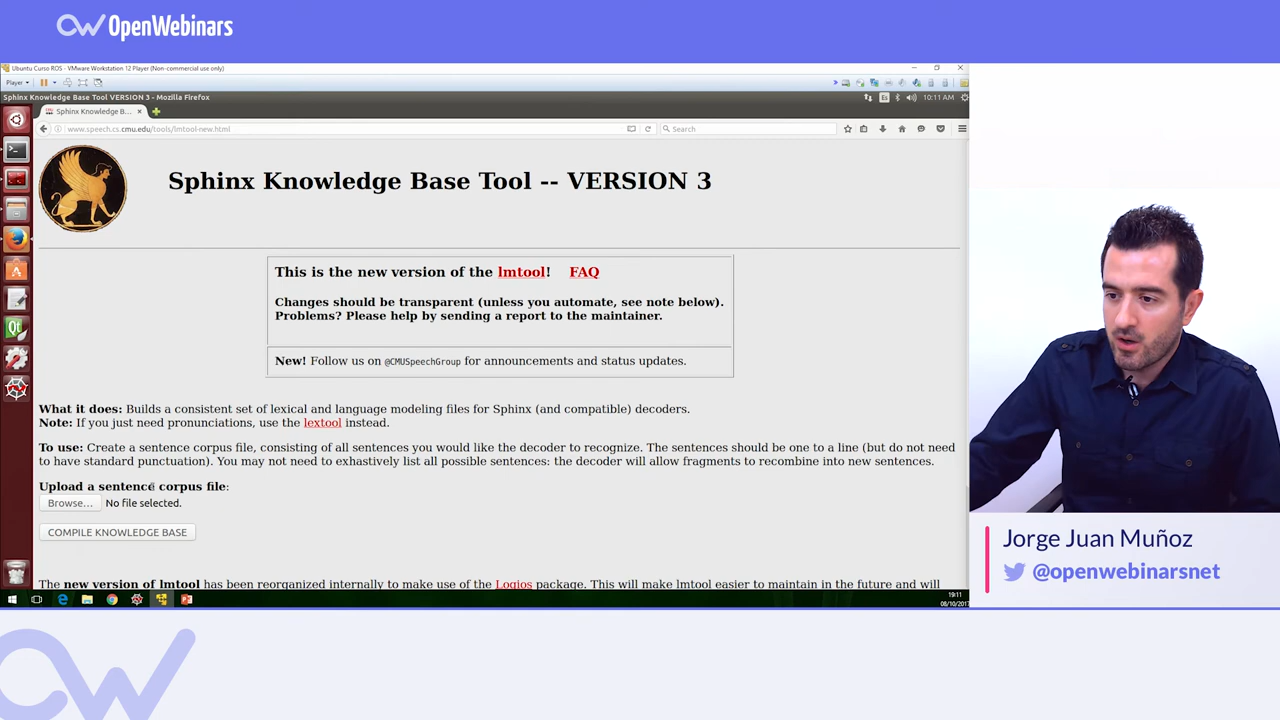 OpenWebinars
Ubuntu Curso ROS - VMware Workstation 12 Player (Non-commercial use only)
Player
Sphinx Knowledge Base Tool VERSION 3 - Mozilla Firefox
Es
10:11 AM
Sphinx Knowledge B...
www.speech.cs.cmu.edu/tools/lmtool-new.html
Search
Sphinx Knowledge Base Tool -- VERSION 3
This is the new version of the lmtool! FAQ
Changes should be transparent (unless you automate, see note below).
Problems? Please help by sending a report to the maintainer.
New! Follow us on @CMUSpeechGroup for announcements and status updates.
What it does: Builds a consistent set of lexical and language modeling files for Sphinx (and compatible) decoders.
Note: If you just need pronunciations, use the lextool instead.
To use: Create a sentence corpus file, consisting of all sentences you would like the decoder to recognize. The sentences should be one to a line (but do not need
to have standard punctuation). You may not need to exhastively list all possible sentences: the decoder will allow fragments to recombine into new sentences.
Upload a sentence corpus file:
Browse... No file selected.
COMPILE KNOWLEDGE BASE
The new version of lmtool has been reorganized internally to make use of the Logios package. This will make lmtool easier to maintain in the future and will
19:11
Jorge Juan Muñoz
@openwebinarsnet